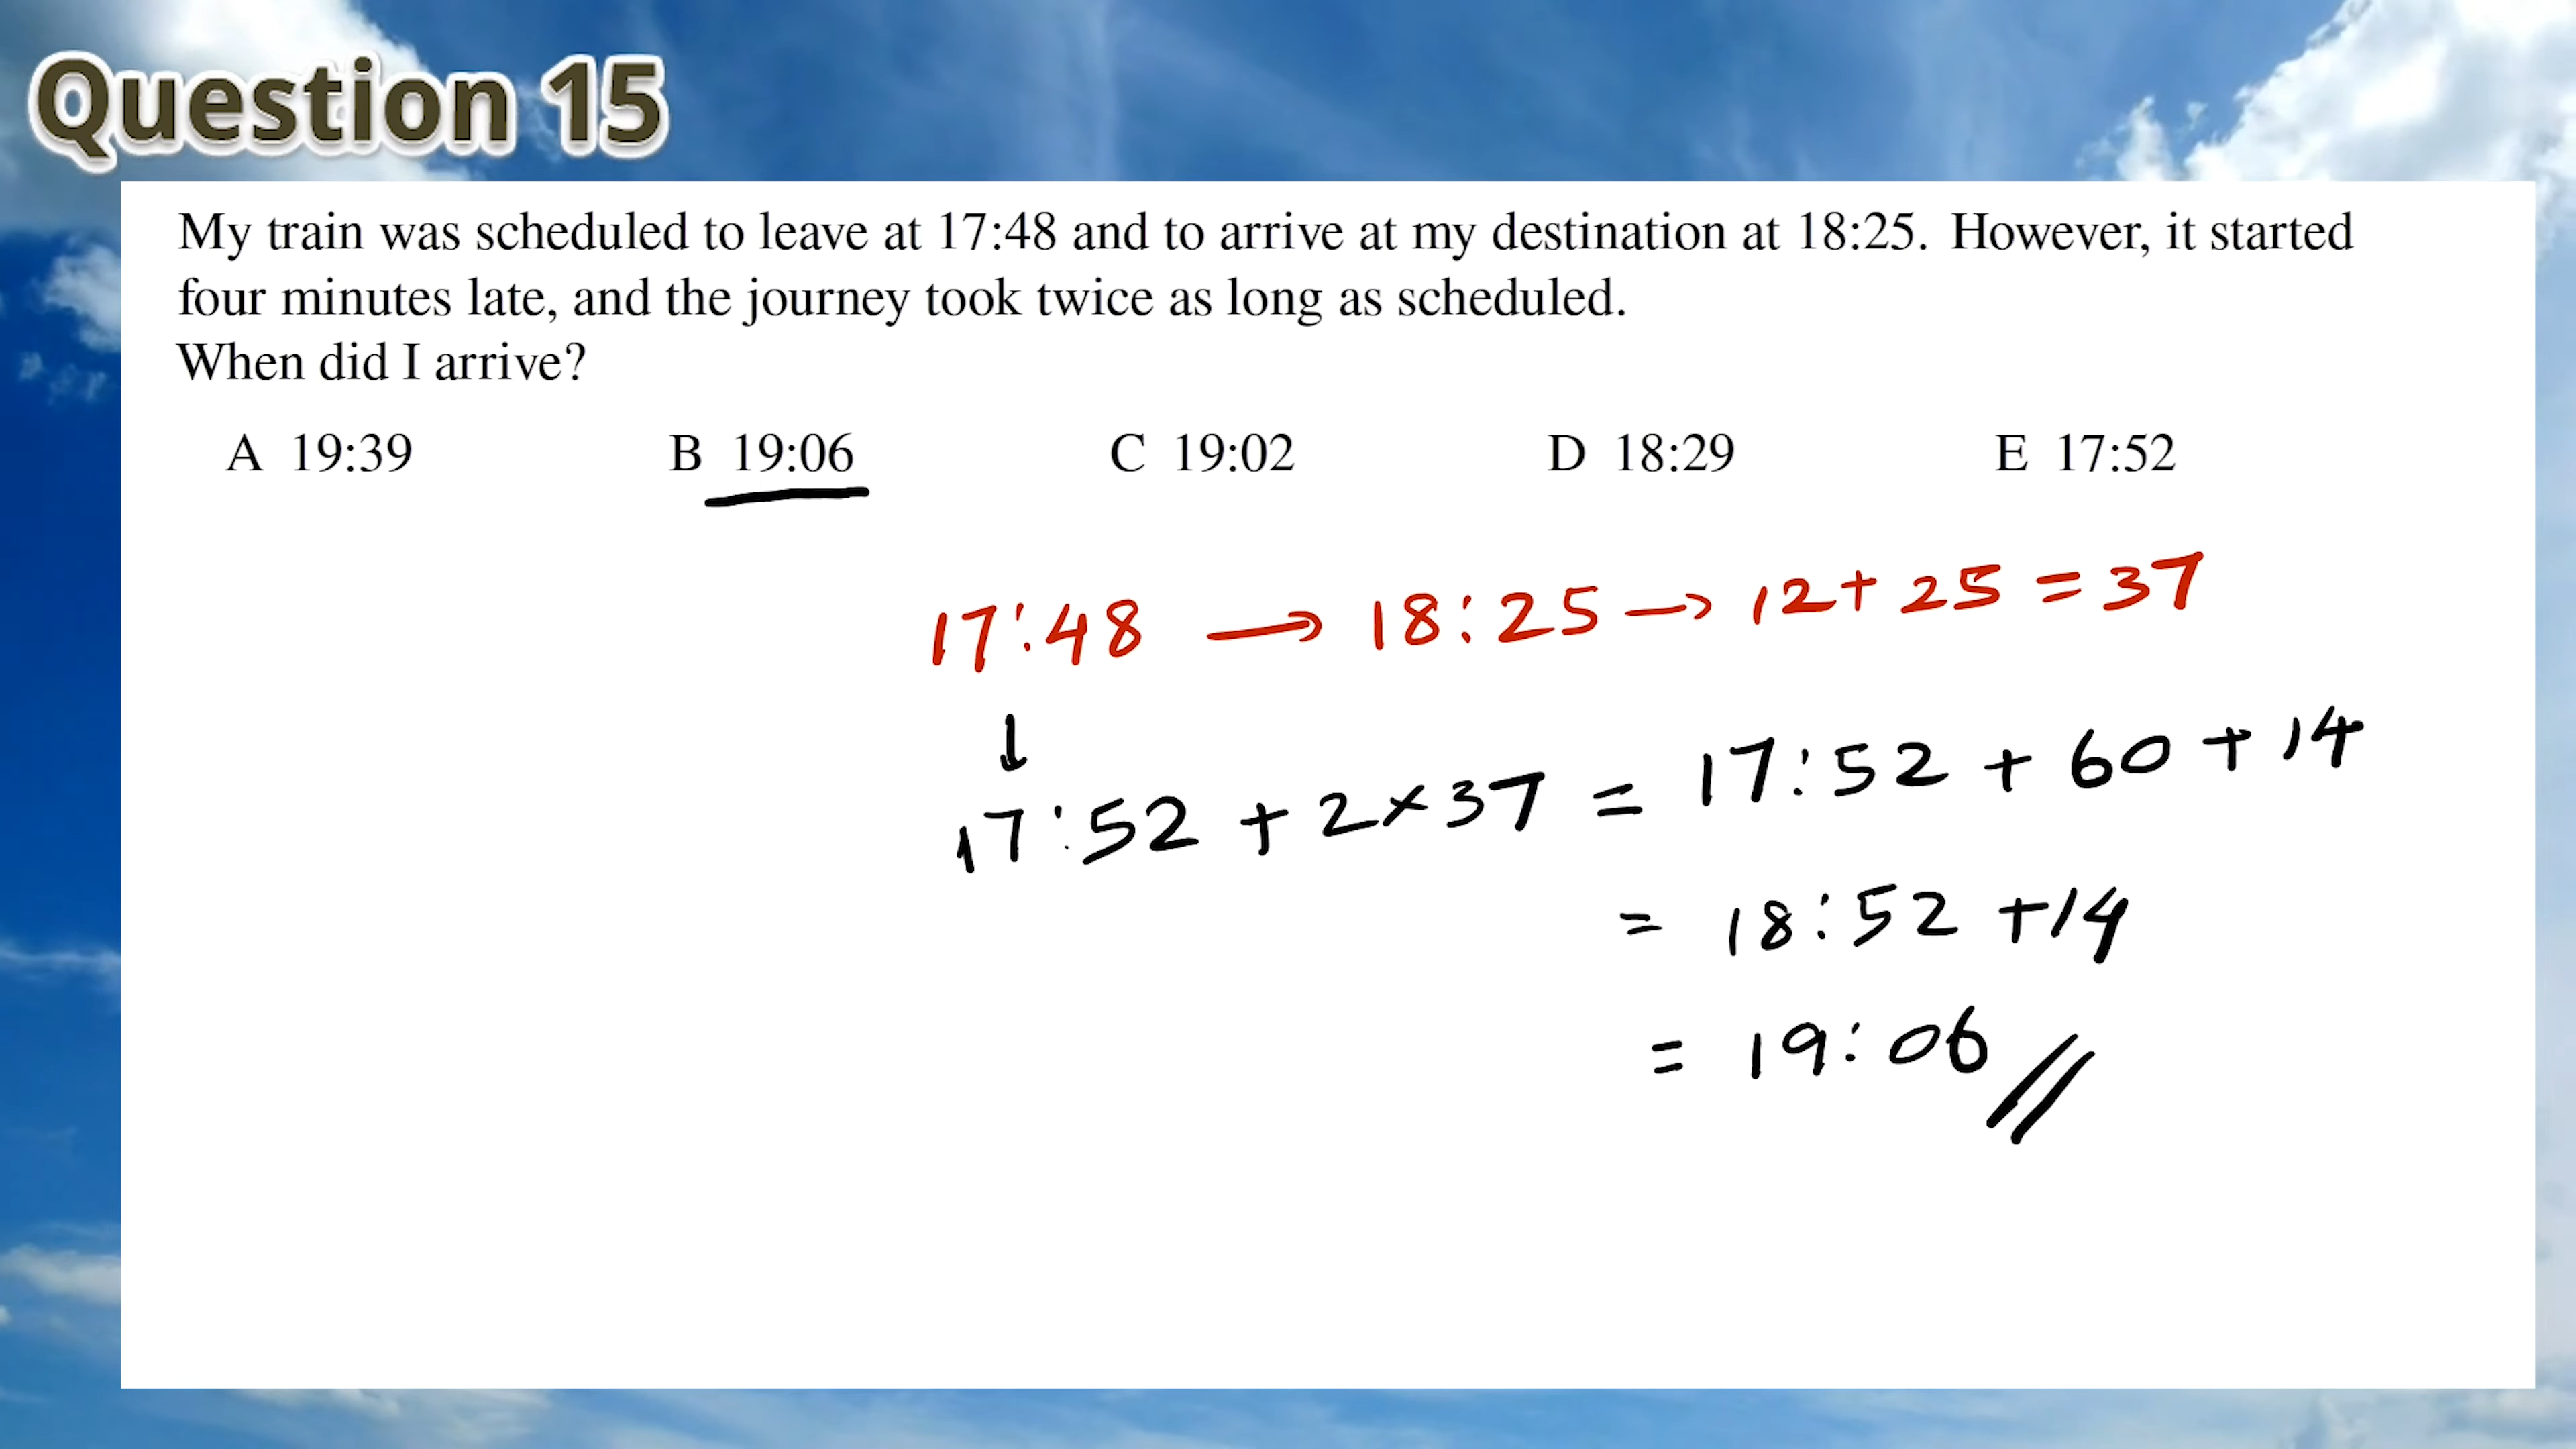 Question 15
My train was scheduled to leave at 17:48 and to arrive at my destination at 18:25. However, it started
four minutes late, and the journey took twice as long as scheduled.
When did I arrive?
A 19:39 B 19:06 C 19:02 D 18:29 E 17:52
17:48 → 18:25 → 12 + 25 = 37
↓
17:52 + 2 × 37 = 17:52 + 60 + 14
= 18:52 + 14
= 19:06 //